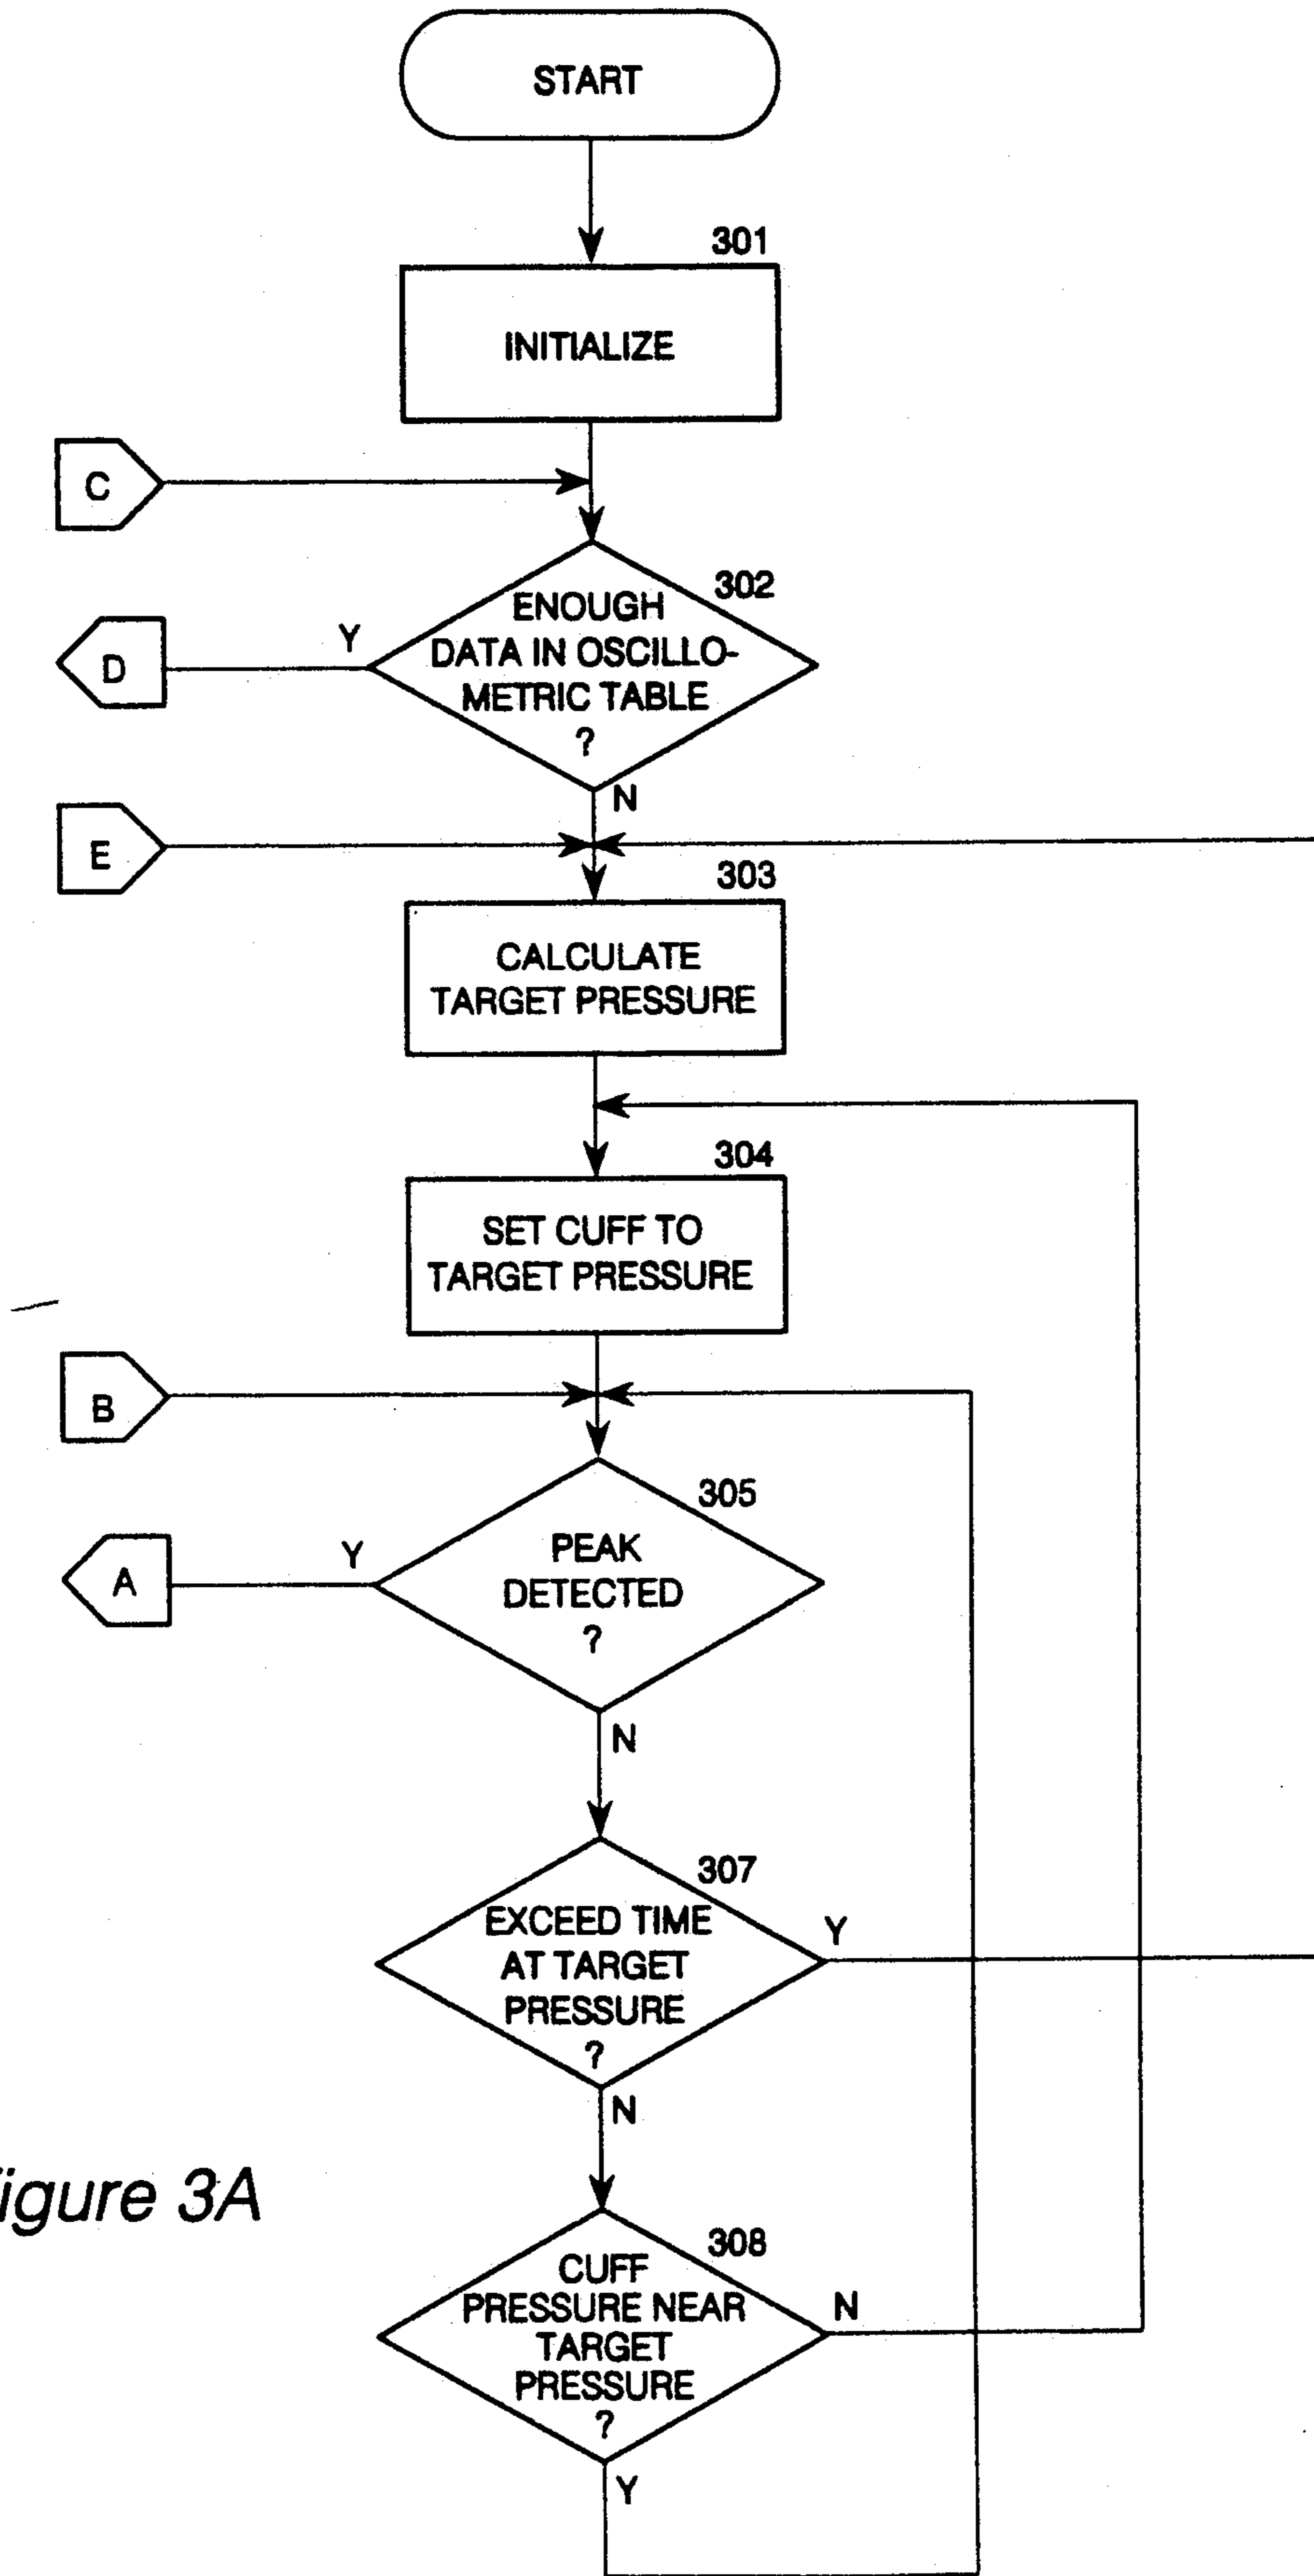 START
301
INITIALIZE
C
302
ENOUGH
DATA IN OSCILLO-
METRIC TABLE
?
Y
D
N
E
303
CALCULATE
TARGET PRESSURE
304
SET CUFF TO
TARGET PRESSURE
B
305
PEAK
DETECTED
?
Y
A
N
307
EXCEED TIME
AT TARGET
PRESSURE
?
Y
N
308
CUFF
PRESSURE NEAR
TARGET
PRESSURE
?
N
Y
igure 3A